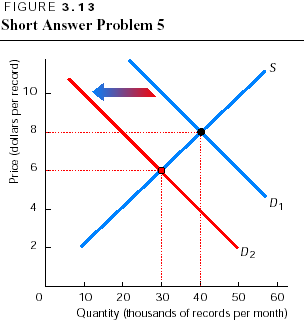 FIGURE 3.13
Short Answer Problem 5
Price (dollars per record)
10
8
6
4
2
0
S
D1
D2
10 20 30 40 50 60
Quantity (thousands of records per month)